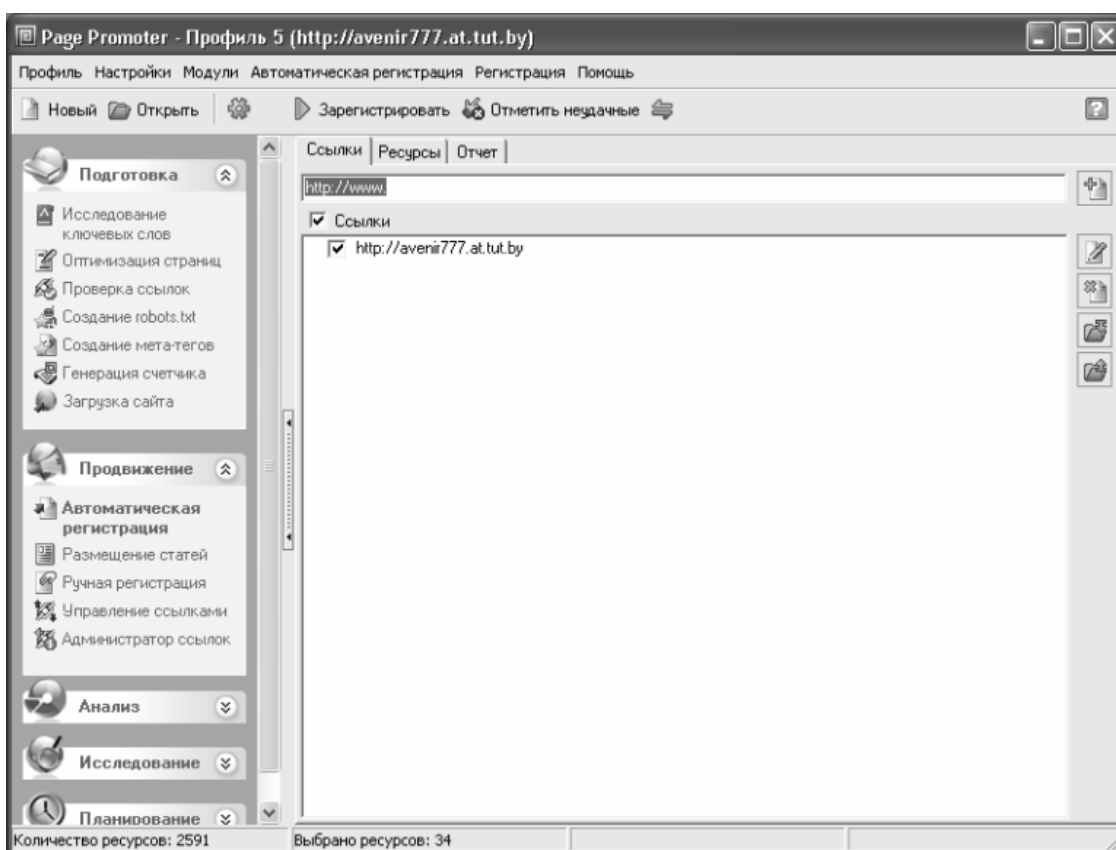 Page Promoter - Профиль 5 (http://avenir777.at.tut.by)
Профиль Настройки Модули Автоматическая регистрация Регистрация Помощь
Новый Открыть Зарегистрировать Отметить неудачные
Подготовка
Исследование
ключевых слов
Оптимизация страниц
Проверка ссылок
Создание robots.txt
Создание мета-тегов
Генерация счетчика
Загрузка сайта
Продвижение
Автоматическая
регистрация
Размещение статей
Ручная регистрация
Управление ссылками
Администратор ссылок
Анализ
Исследование
Планирование
Ссылки Ресурсы Отчет
http://www.
Ссылки
http://avenir777.at.tut.by
Количество ресурсов: 2591 Выбрано ресурсов: 34